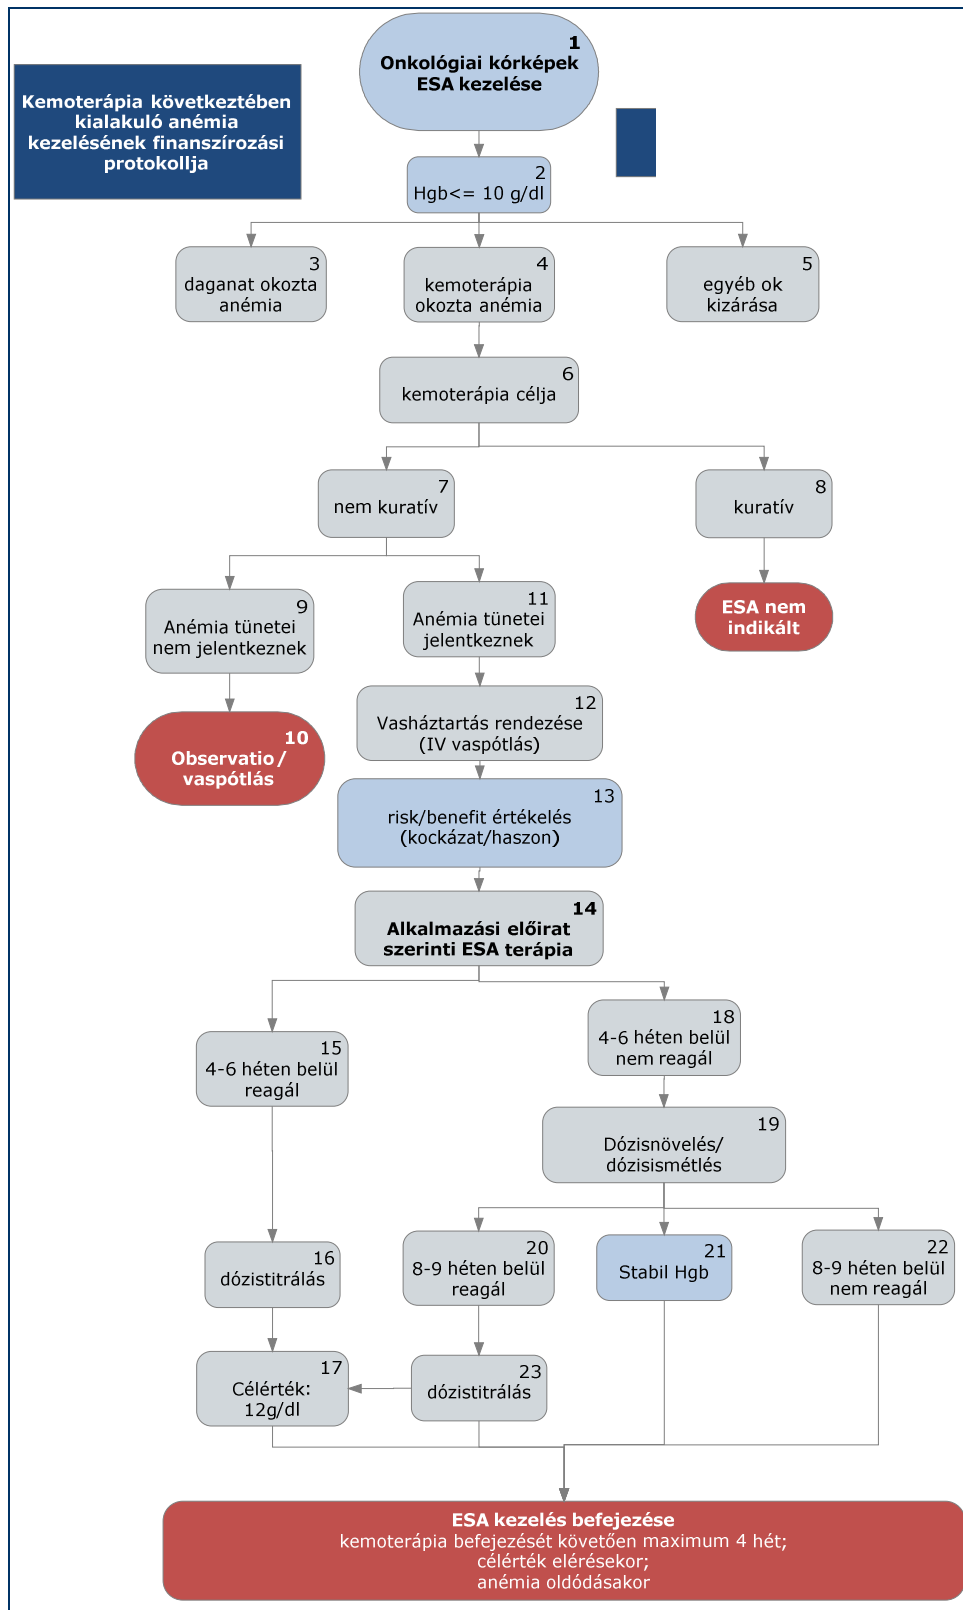 Kemoterápia következtében
kialakuló anémia
kezelésének finanszírozási
protokollja
1
Onkológiai kórképek
ESA kezelése
2
Hgb<= 10 g/dl
3
daganat okozta
anémia
4
kemoterápia
okozta anémia
5
egyéb ok
kizárása
6
kemoterápia célja
7
nem kuratív
8
kuratív
9
Anémia tünetei
nem jelentkeznek
11
Anémia tünetei
jelentkeznek
ESA nem
indikált
10
Observatio /
vaspótlás
12
Vasháztartás rendezése
(IV vaspótlás)
13
risk/benefit értékelés
(kockázat/haszon)
14
Alkalmazási előirat
szerinti ESA terápia
15
4-6 héten belül
reagál
18
4-6 héten belül
nem reagál
19
Dózisnövelés/
dózisismétlés
16
dózistitrálás
20
8-9 héten belül
reagál
21
Stabil Hgb
22
8-9 héten belül
nem reagál
17
Célérték:
12g/dl
23
dózistitrálás
ESA kezelés befejezése
kemoterápia befejezését követően maximum 4 hét;
célérték elérésekor;
anémia oldódásakor